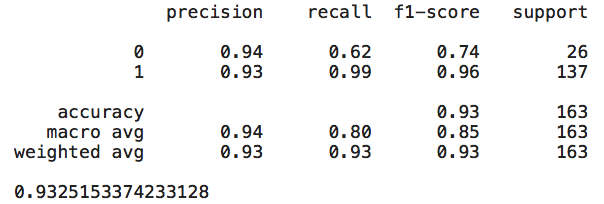 precision recall f1-score support
0 0.94 0.62 0.74 26
1 0.93 0.99 0.96 137
accuracy 0.93 163
macro avg 0.94 0.80 0.85 163
weighted avg 0.93 0.93 0.93 163
0.9325153374233128